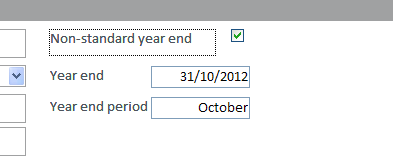 Non-standard year end
Year end 31/10/2012
Year end period October